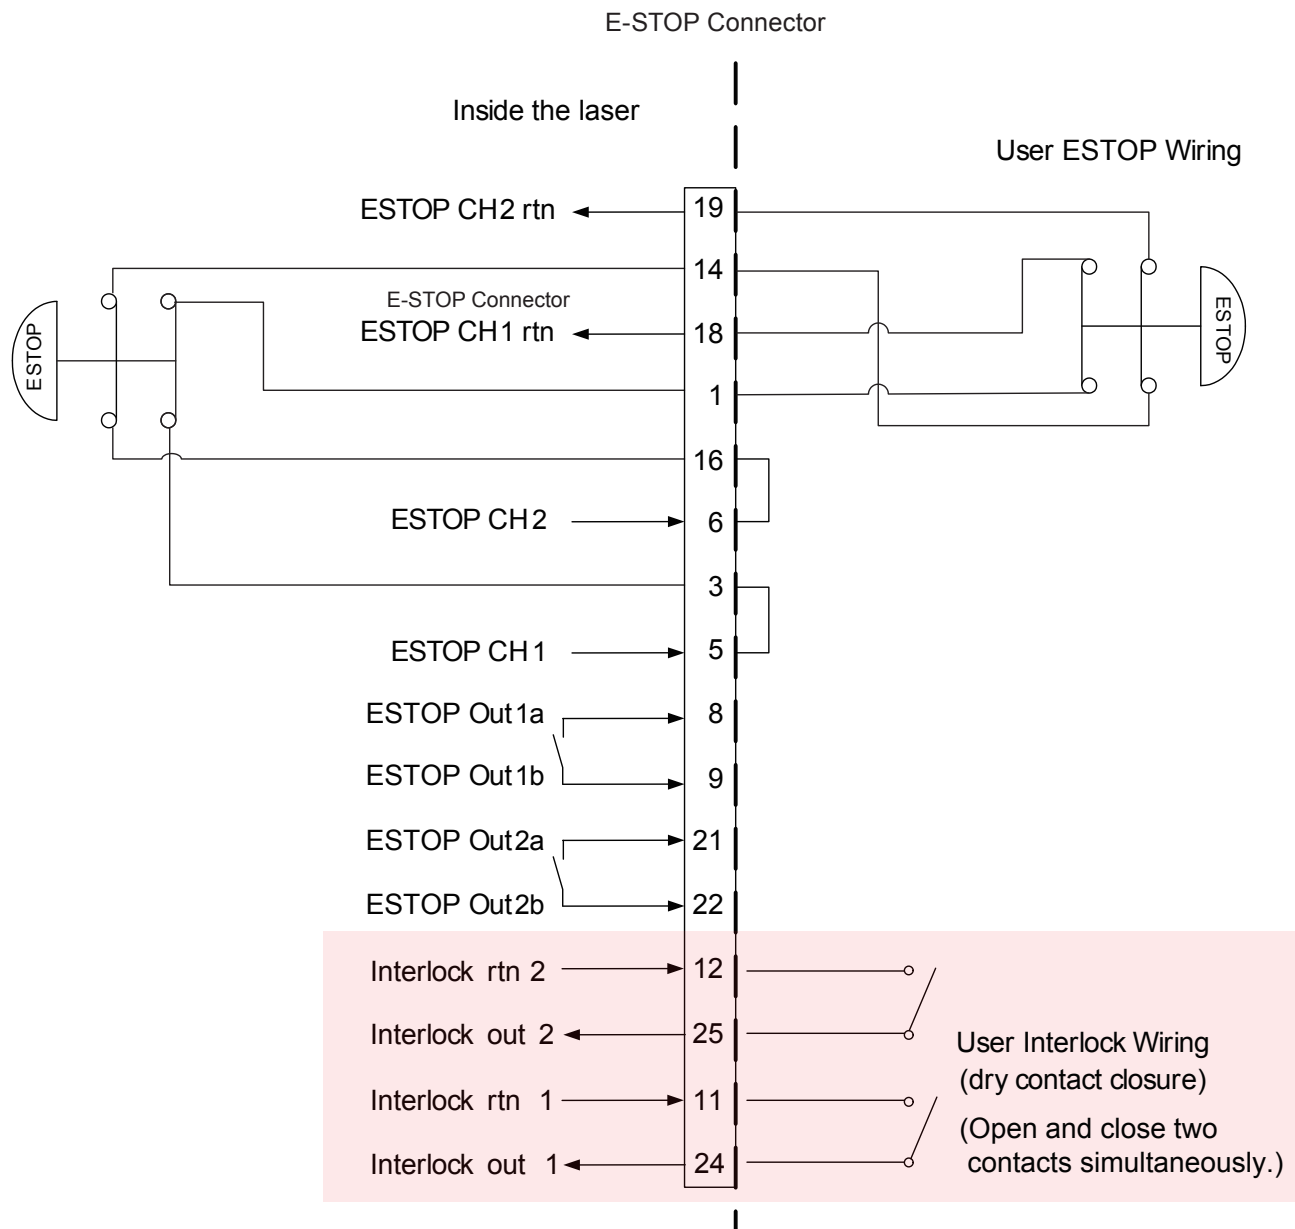 E-STOP Connector
Inside the laser
User ESTOP Wiring
ESTOP CH2 rtn
19
14
E-STOP Connector
ESTOP CH1 rtn
18
ESTOP
ESTOP
1
16
ESTOP CH2
6
3
ESTOP CH1
5
ESTOP Out1a
8
ESTOP Out1b
9
ESTOP Out2a
21
ESTOP Out2b
22
Interlock rtn 2
12
Interlock out 2
25
User Interlock Wiring
(dry contact closure)
Interlock rtn 1
11
(Open and close two
contacts simultaneously.)
Interlock out 1
24